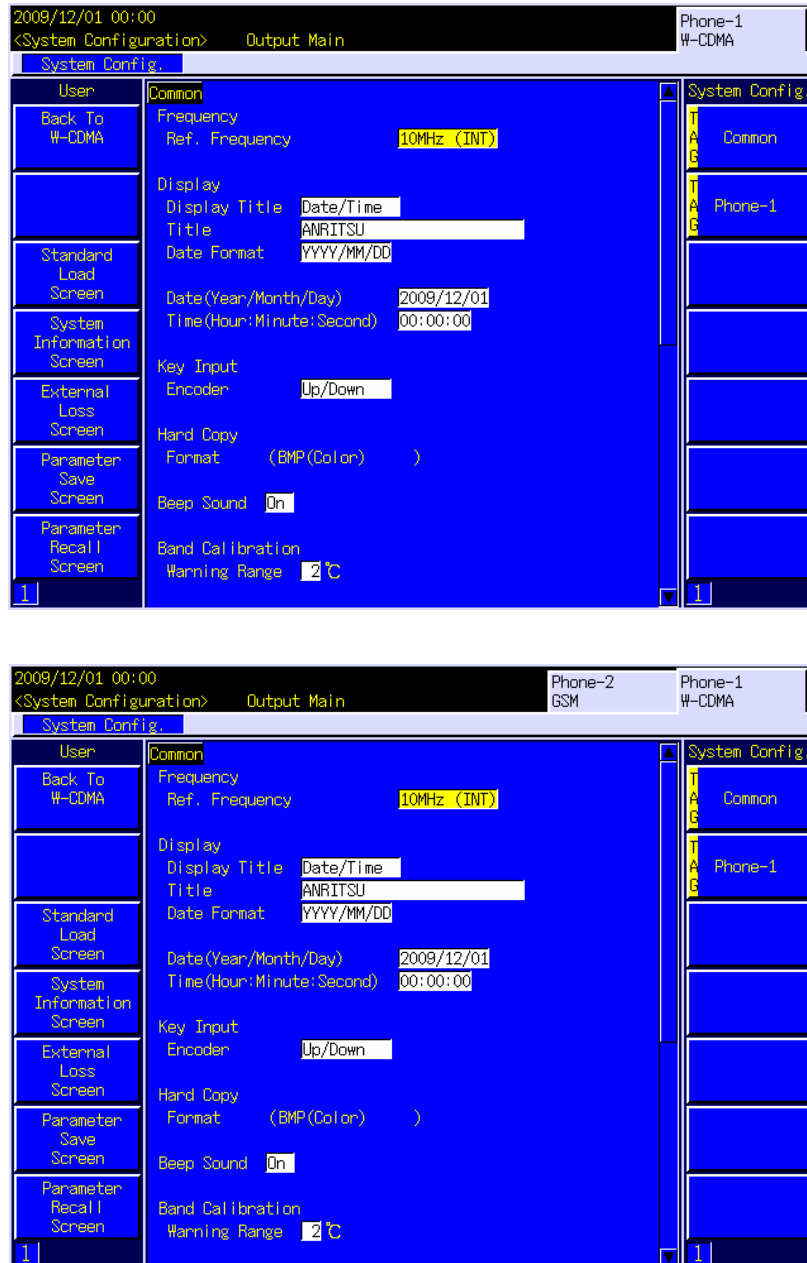 2009/12/01 00:00
<System Configuration> Output Main
Phone-1
W-CDMA
System Config.
User
Back To
W-CDMA
Standard
Load
Screen
System
Information
Screen
External
Loss
Screen
Parameter
Save
Screen
Parameter
Recall
Screen
1
Common
Frequency
Ref. Frequency 10MHz (INT)
Display
Display Title Date/Time
Title ANRITSU
Date Format YYYY/MM/DD
Date(Year/Month/Day) 2009/12/01
Time(Hour:Minute:Second) 00:00:00
Key Input
Encoder Up/Down
Hard Copy
Format (BMP(Color) )
Beep Sound On
Band Calibration
Warning Range 2℃
System Config.
TAG Common
TAG Phone-1
1
2009/12/01 00:00
<System Configuration> Output Main
Phone-2
GSM
Phone-1
W-CDMA
System Config.
User
Back To
W-CDMA
Standard
Load
Screen
System
Information
Screen
External
Loss
Screen
Parameter
Save
Screen
Parameter
Recall
Screen
1
Common
Frequency
Ref. Frequency 10MHz (INT)
Display
Display Title Date/Time
Title ANRITSU
Date Format YYYY/MM/DD
Date(Year/Month/Day) 2009/12/01
Time(Hour:Minute:Second) 00:00:00
Key Input
Encoder Up/Down
Hard Copy
Format (BMP(Color) )
Beep Sound On
Band Calibration
Warning Range 2℃
System Config.
TAG Common
TAG Phone-1
1